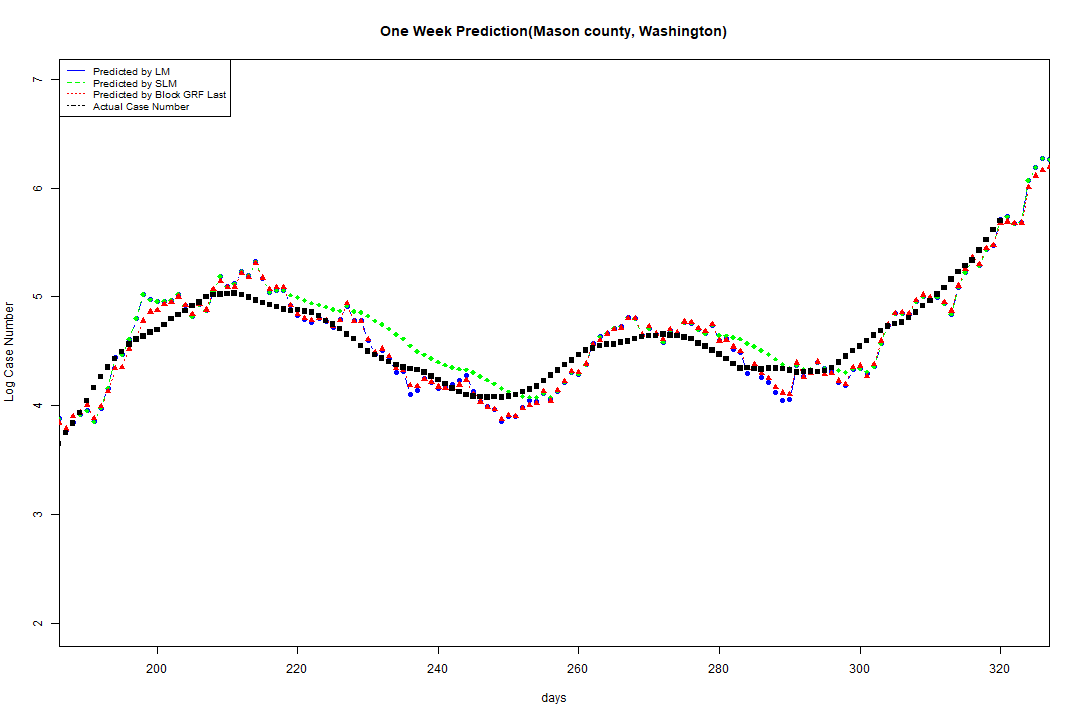 One Week Prediction(Mason county, Washington)
Predicted by LM
Predicted by SLM
Predicted by Block GRF Last
Actual Case Number
7
6
5
4
3
2
Log Case Number
200 220 240 260 280 300 320
days